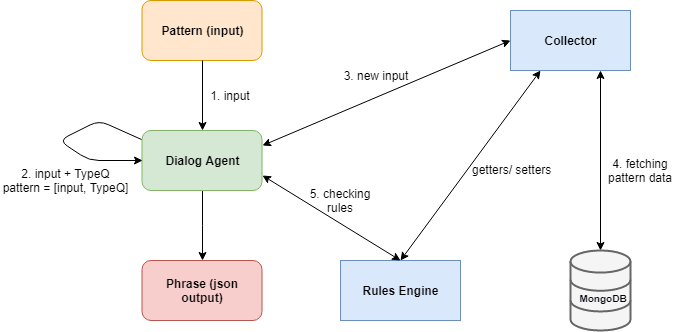 Pattern (input)
Collector
3. new input
1. input
Dialog Agent
2. input + TypeQ
pattern = [input, TypeQ]
getters/ setters
4. fetching
pattern data
5. checking
rules
Phrase (json
output)
Rules Engine
MongoDB